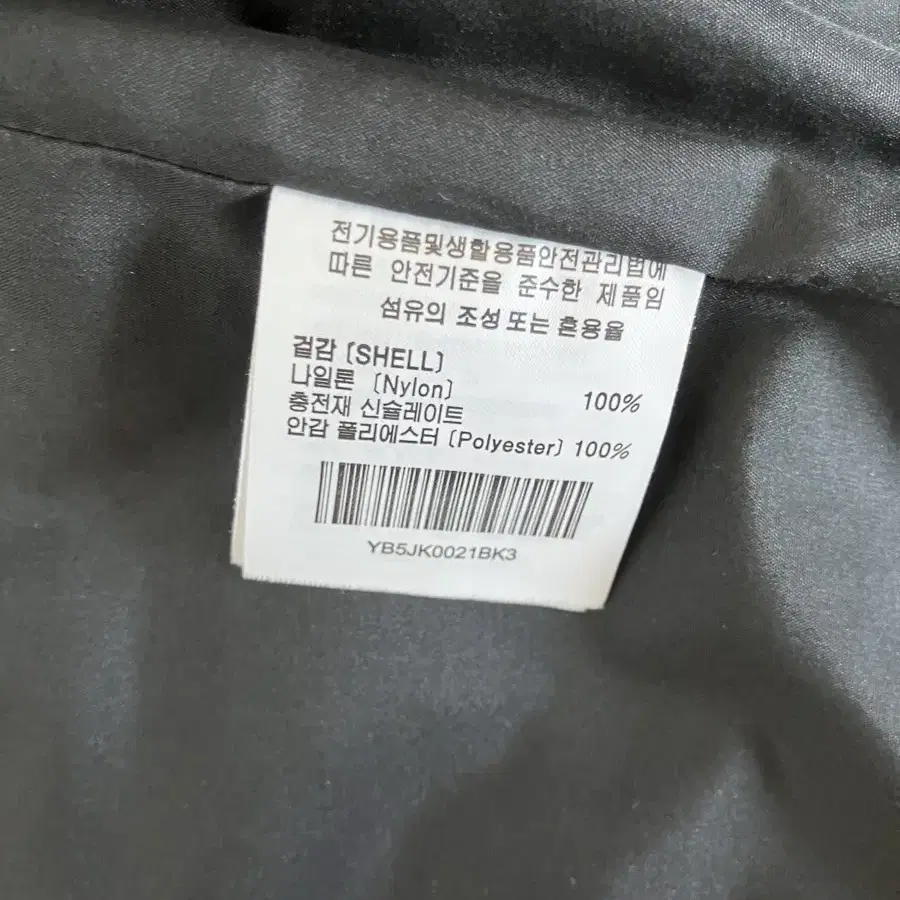 전기용품및생활용품안전관리법에
따른 안전기준을 준수한 제품임
섬유의 조성 또는 혼용율
겉감 (SHELL)
나일론 (Nylon) 100%
충전재 신슐레이트
안감 폴리에스터 (Polyester) 100%
YB5JK0021BK3